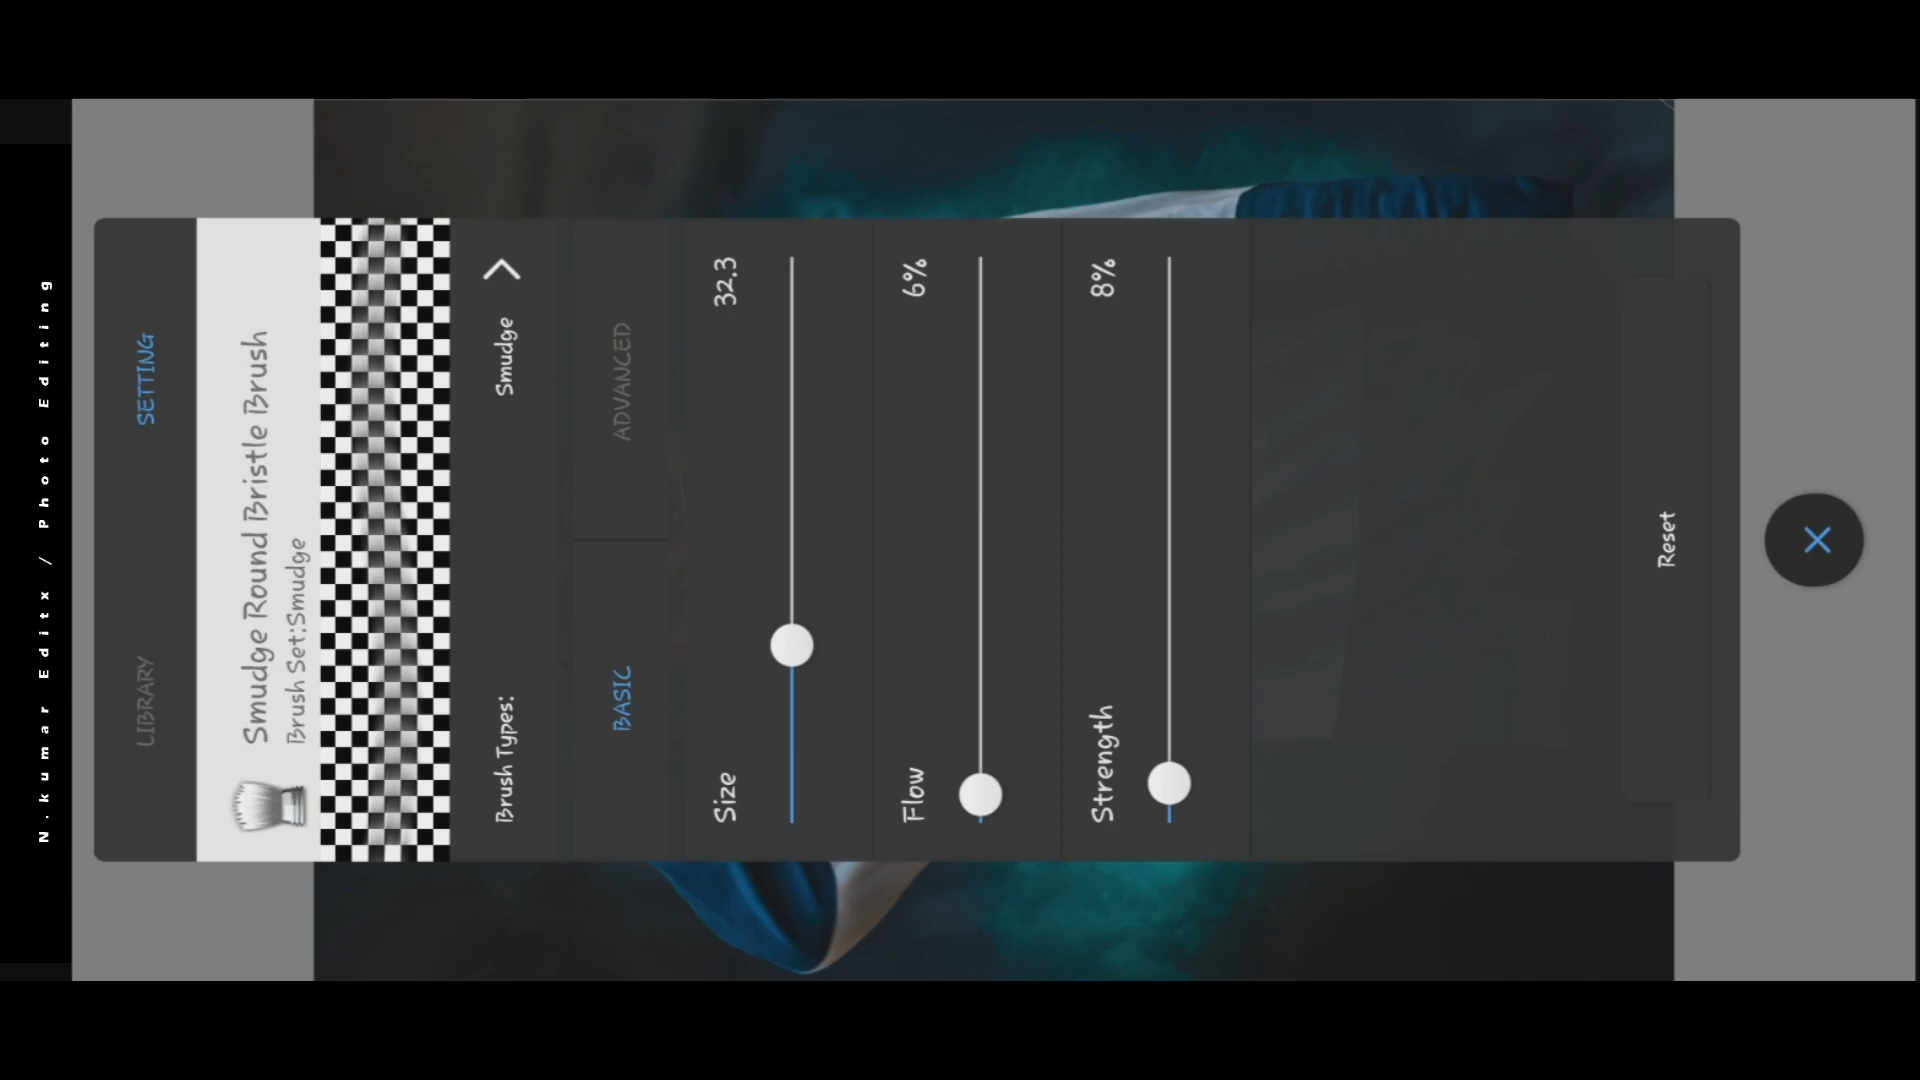 N.kumar Editx / Photo Editing
LIBRARY SETTING
Smudge Round Bristle Brush
Brush Set:Smudge
Brush Types: Smudge
BASIC ADVANCED
Size 32.3
Flow 6%
Strength 8%
Reset